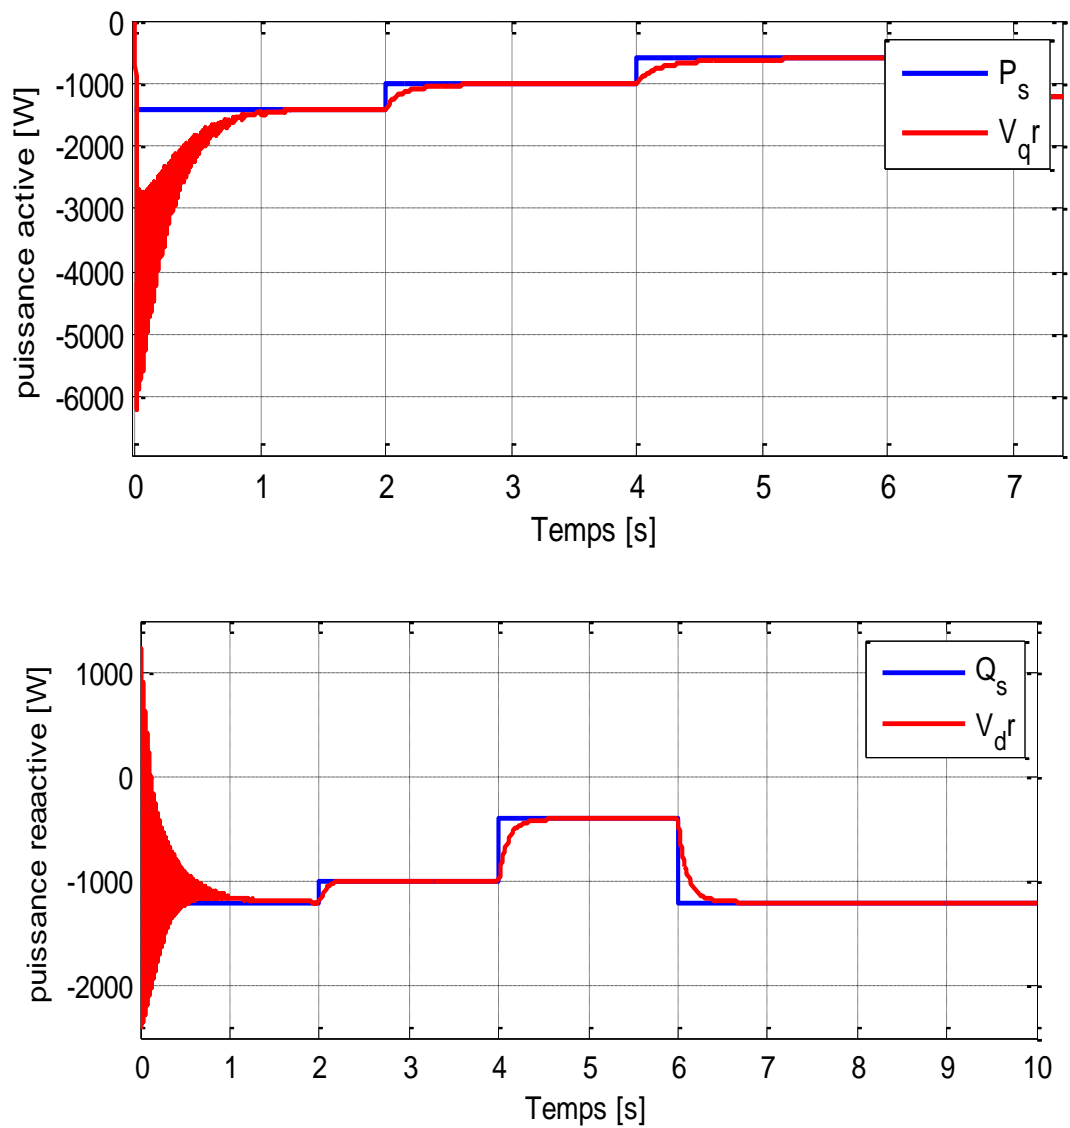 0
-1000
-2000
-3000
-4000
-5000
-6000
puissance active [W]
P_s
V_qr
0 1 2 3 4 5 6 7
Temps [s]
1000
0
-1000
-2000
puissance reaactive [W]
Q_s
V_dr
0 1 2 3 4 5 6 7 8 9 10
Temps [s]